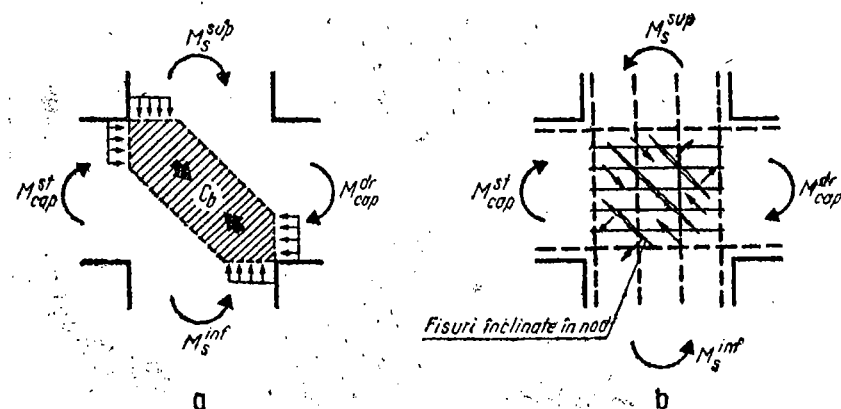 M_s^sup
M_cap^st
C_b
M_cap^dr
M_s^inf
a
M_s^sup
M_cap^st
M_cap^dr
Fisuri înclinate în nod
M_s^inf
b